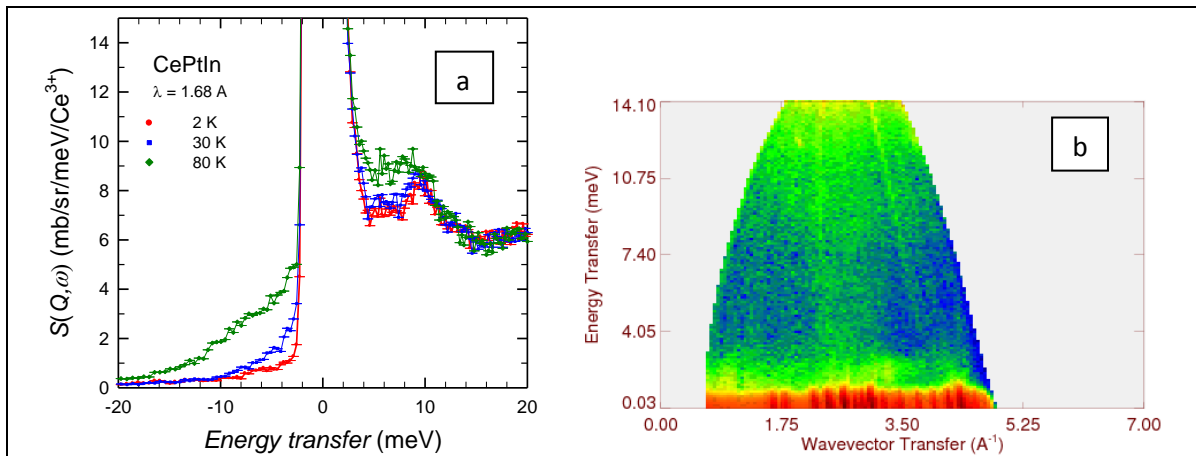 14
12
10
8
6
4
2
0
S(Q,ω) (mb/sr/meV/Ce³⁺)
CePtIn
λ = 1.68 A
2 K
30 K
80 K
a
-20 -10 0 10 20
Energy transfer (meV)
b
14.10
10.75
7.40
4.05
0.03
Energy Transfer (meV)
0.00 1.75 3.50 5.25 7.00
Wavevector Transfer (A⁻¹)